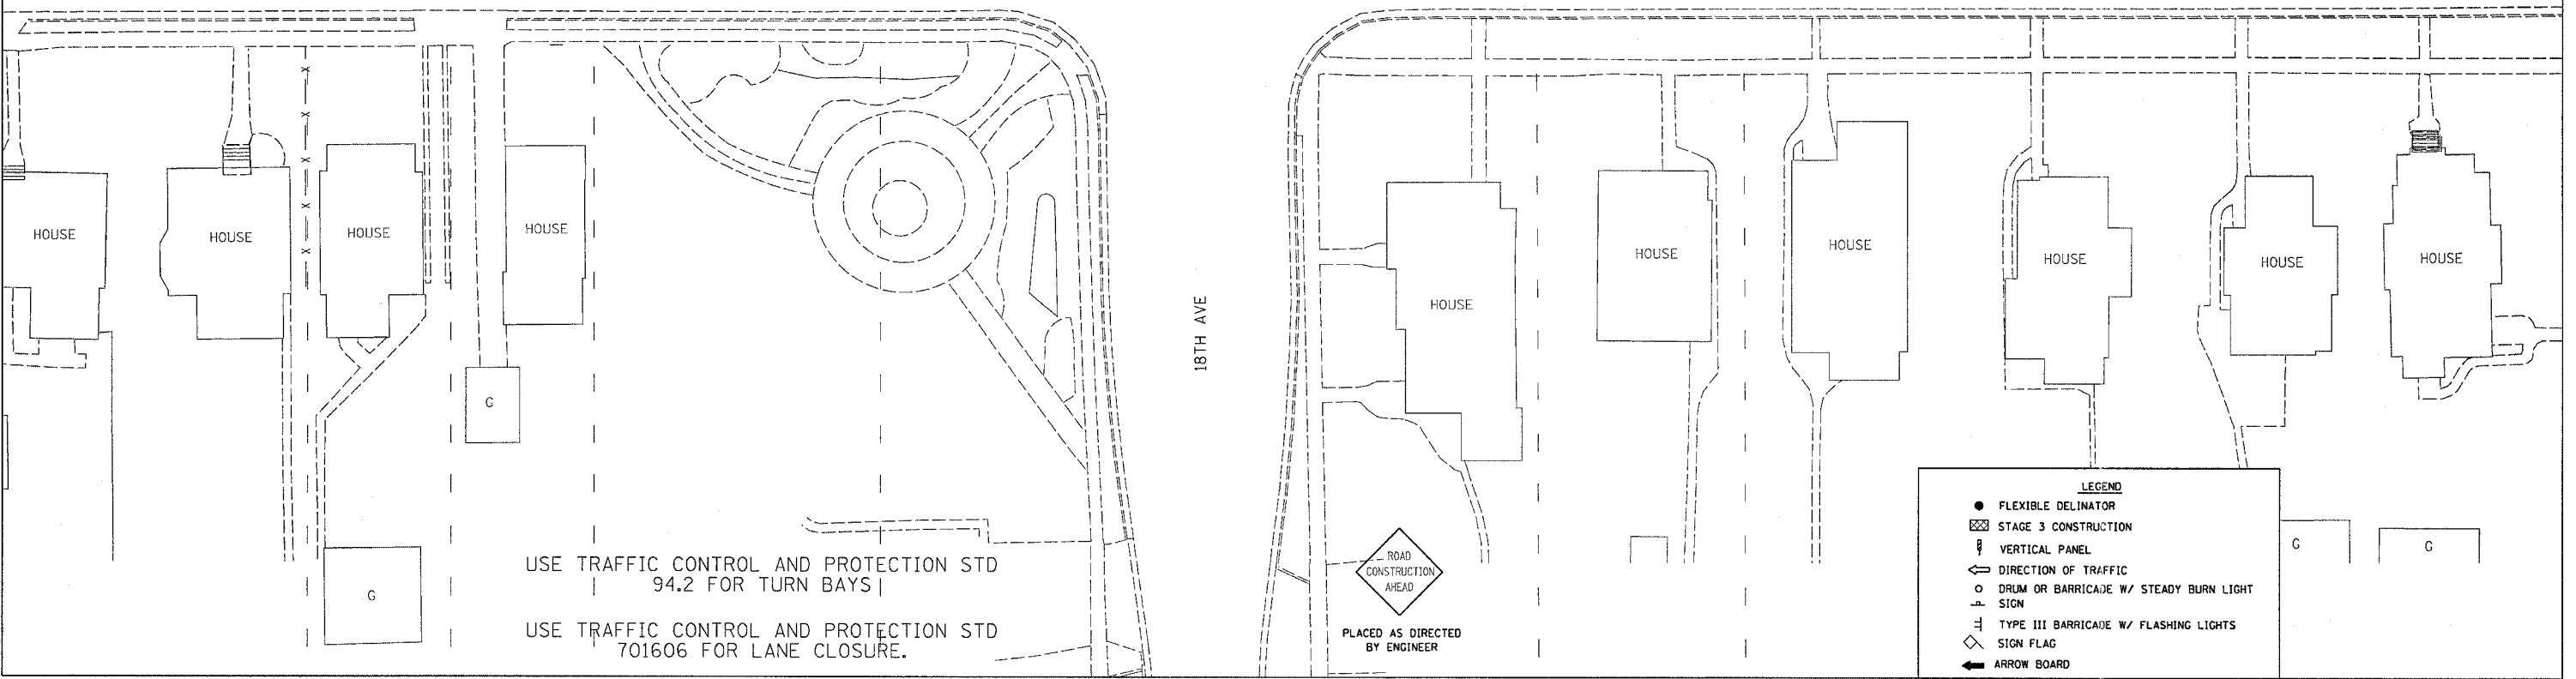 HOUSE
HOUSE
HOUSE
HOUSE
HOUSE
HOUSE
HOUSE
HOUSE
HOUSE
HOUSE
18TH AVE
G
G
G
G
USE TRAFFIC CONTROL AND PROTECTION STD
94.2 FOR TURN BAYS
USE TRAFFIC CONTROL AND PROTECTION STD
701606 FOR LANE CLOSURE.
ROAD
CONSTRUCTION
AHEAD
PLACED AS DIRECTED
BY ENGINEER
LEGEND
FLEXIBLE DELINATOR
STAGE 3 CONSTRUCTION
VERTICAL PANEL
DIRECTION OF TRAFFIC
DRUM OR BARRICADE W/ STEADY BURN LIGHT
SIGN
TYPE III BARRICADE W/ FLASHING LIGHTS
SIGN FLAG
ARROW BOARD